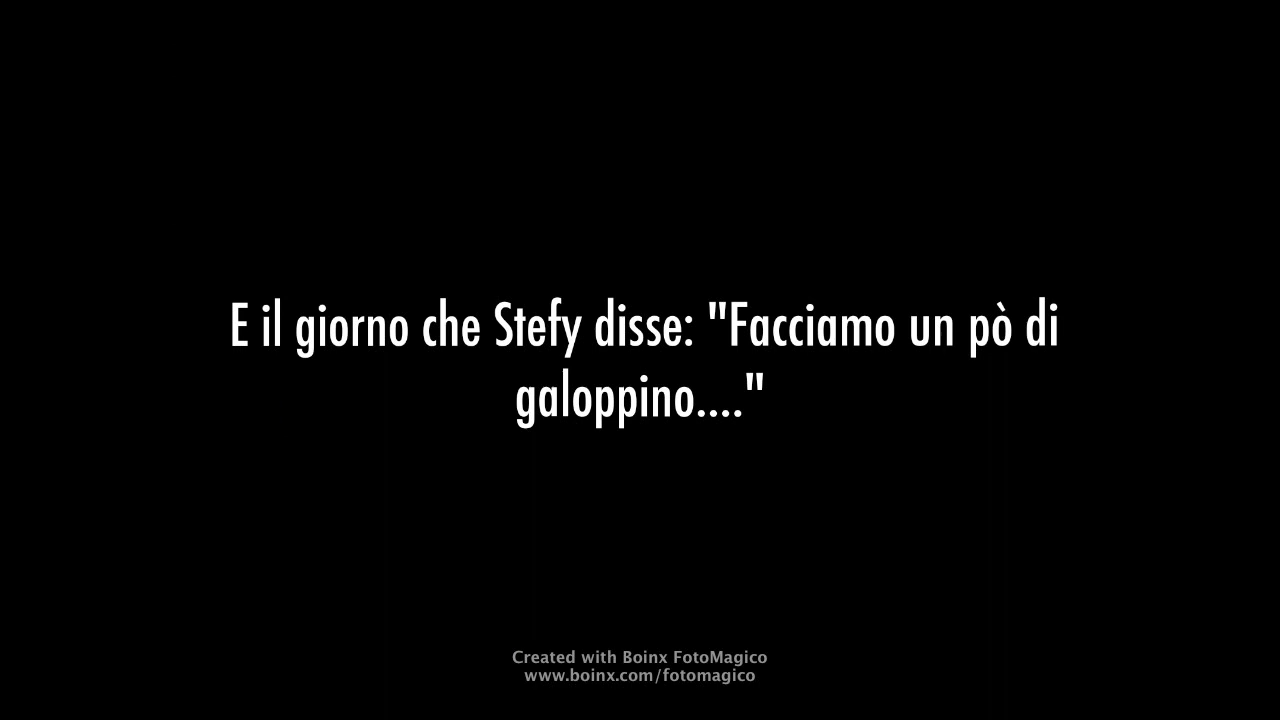 E il giorno che Stefy disse: "Facciamo un pò di
galoppino...."
Created with Boinx FotoMagico
www.boinx.com/fotomagico